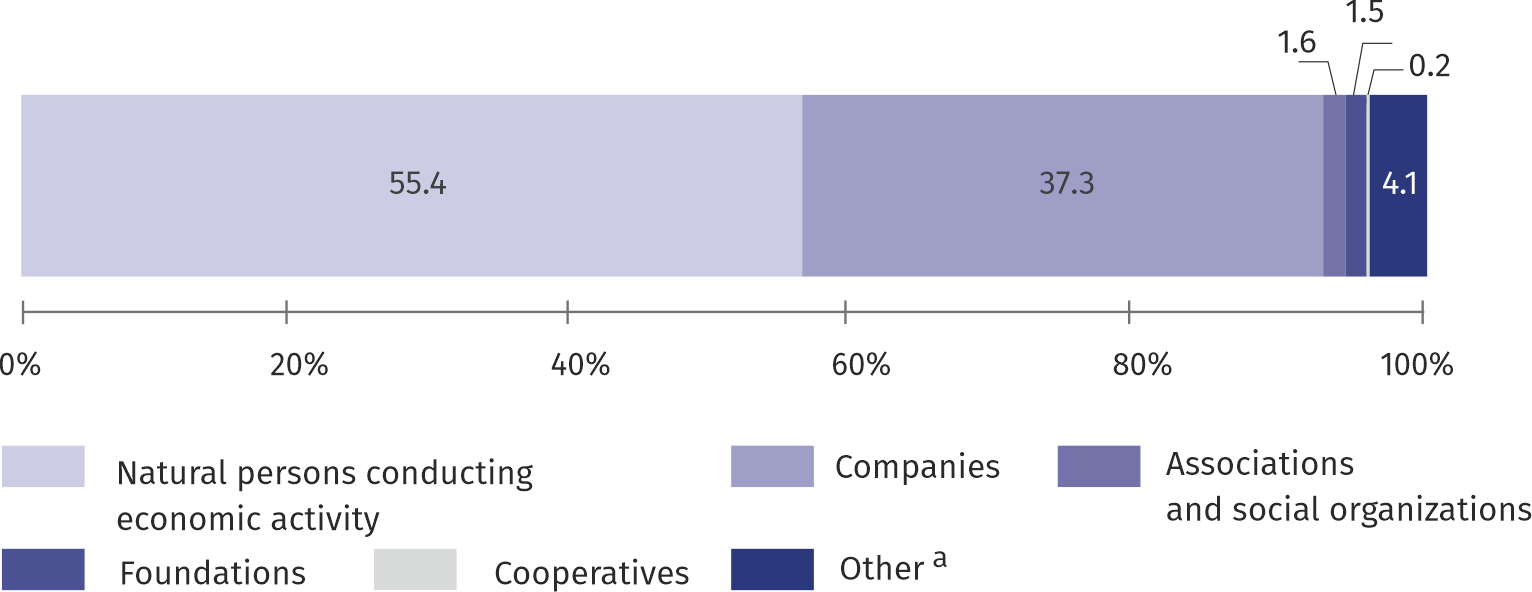 1.5
1.6
0.2
55.4
37.3
4.1
0%
20%
40%
60%
80%
100%
Natural persons conducting
economic activity
Companies
Associations
and social organizations
Foundations
Cooperatives
Other a